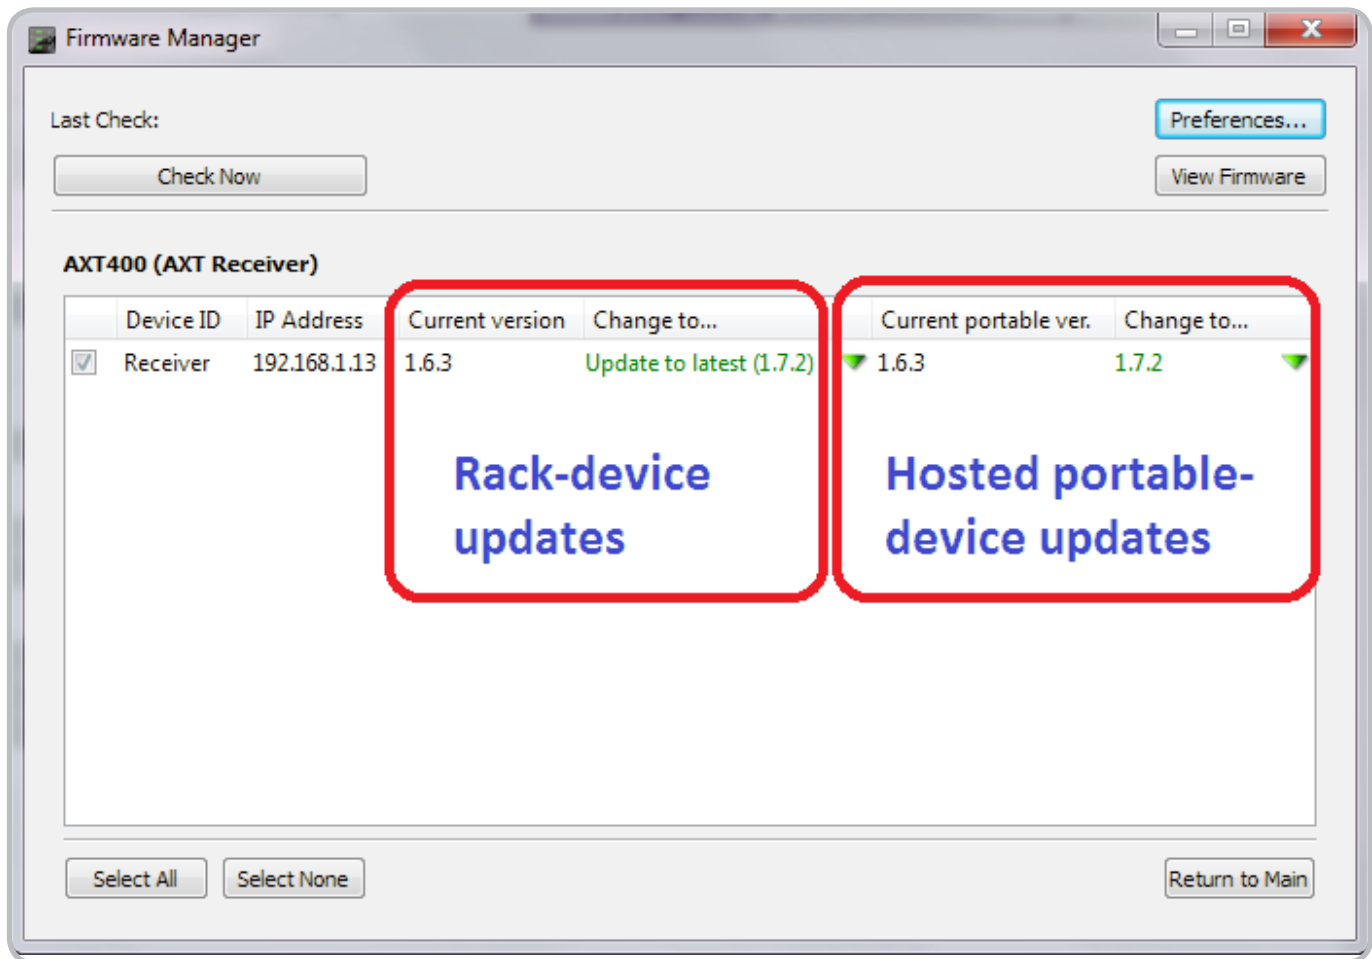 Firmware Manager
Last Check:
Preferences...
Check Now
View Firmware
AXT400 (AXT Receiver)
Device ID IP Address Current version Change to... Current portable ver. Change to...
Receiver 192.168.1.13 1.6.3 Update to latest (1.7.2) 1.6.3 1.7.2
Rack-device
updates
Hosted portable-
device updates
Select All Select None Return to Main